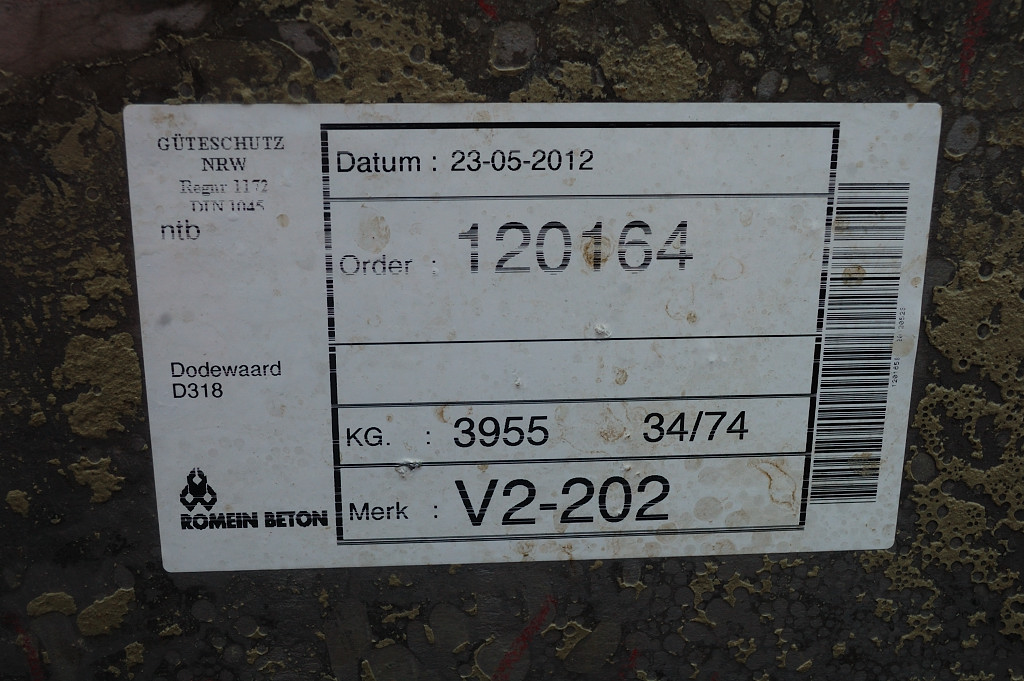 GÜTESCHUTZ
NRW
Regnr 1172
DIN 1045
ntb
Dodewaard
D318
ROMEIN BETON
Datum : 23-05-2012
Order : 120164
KG. : 3955 34/74
Merk : V2-202